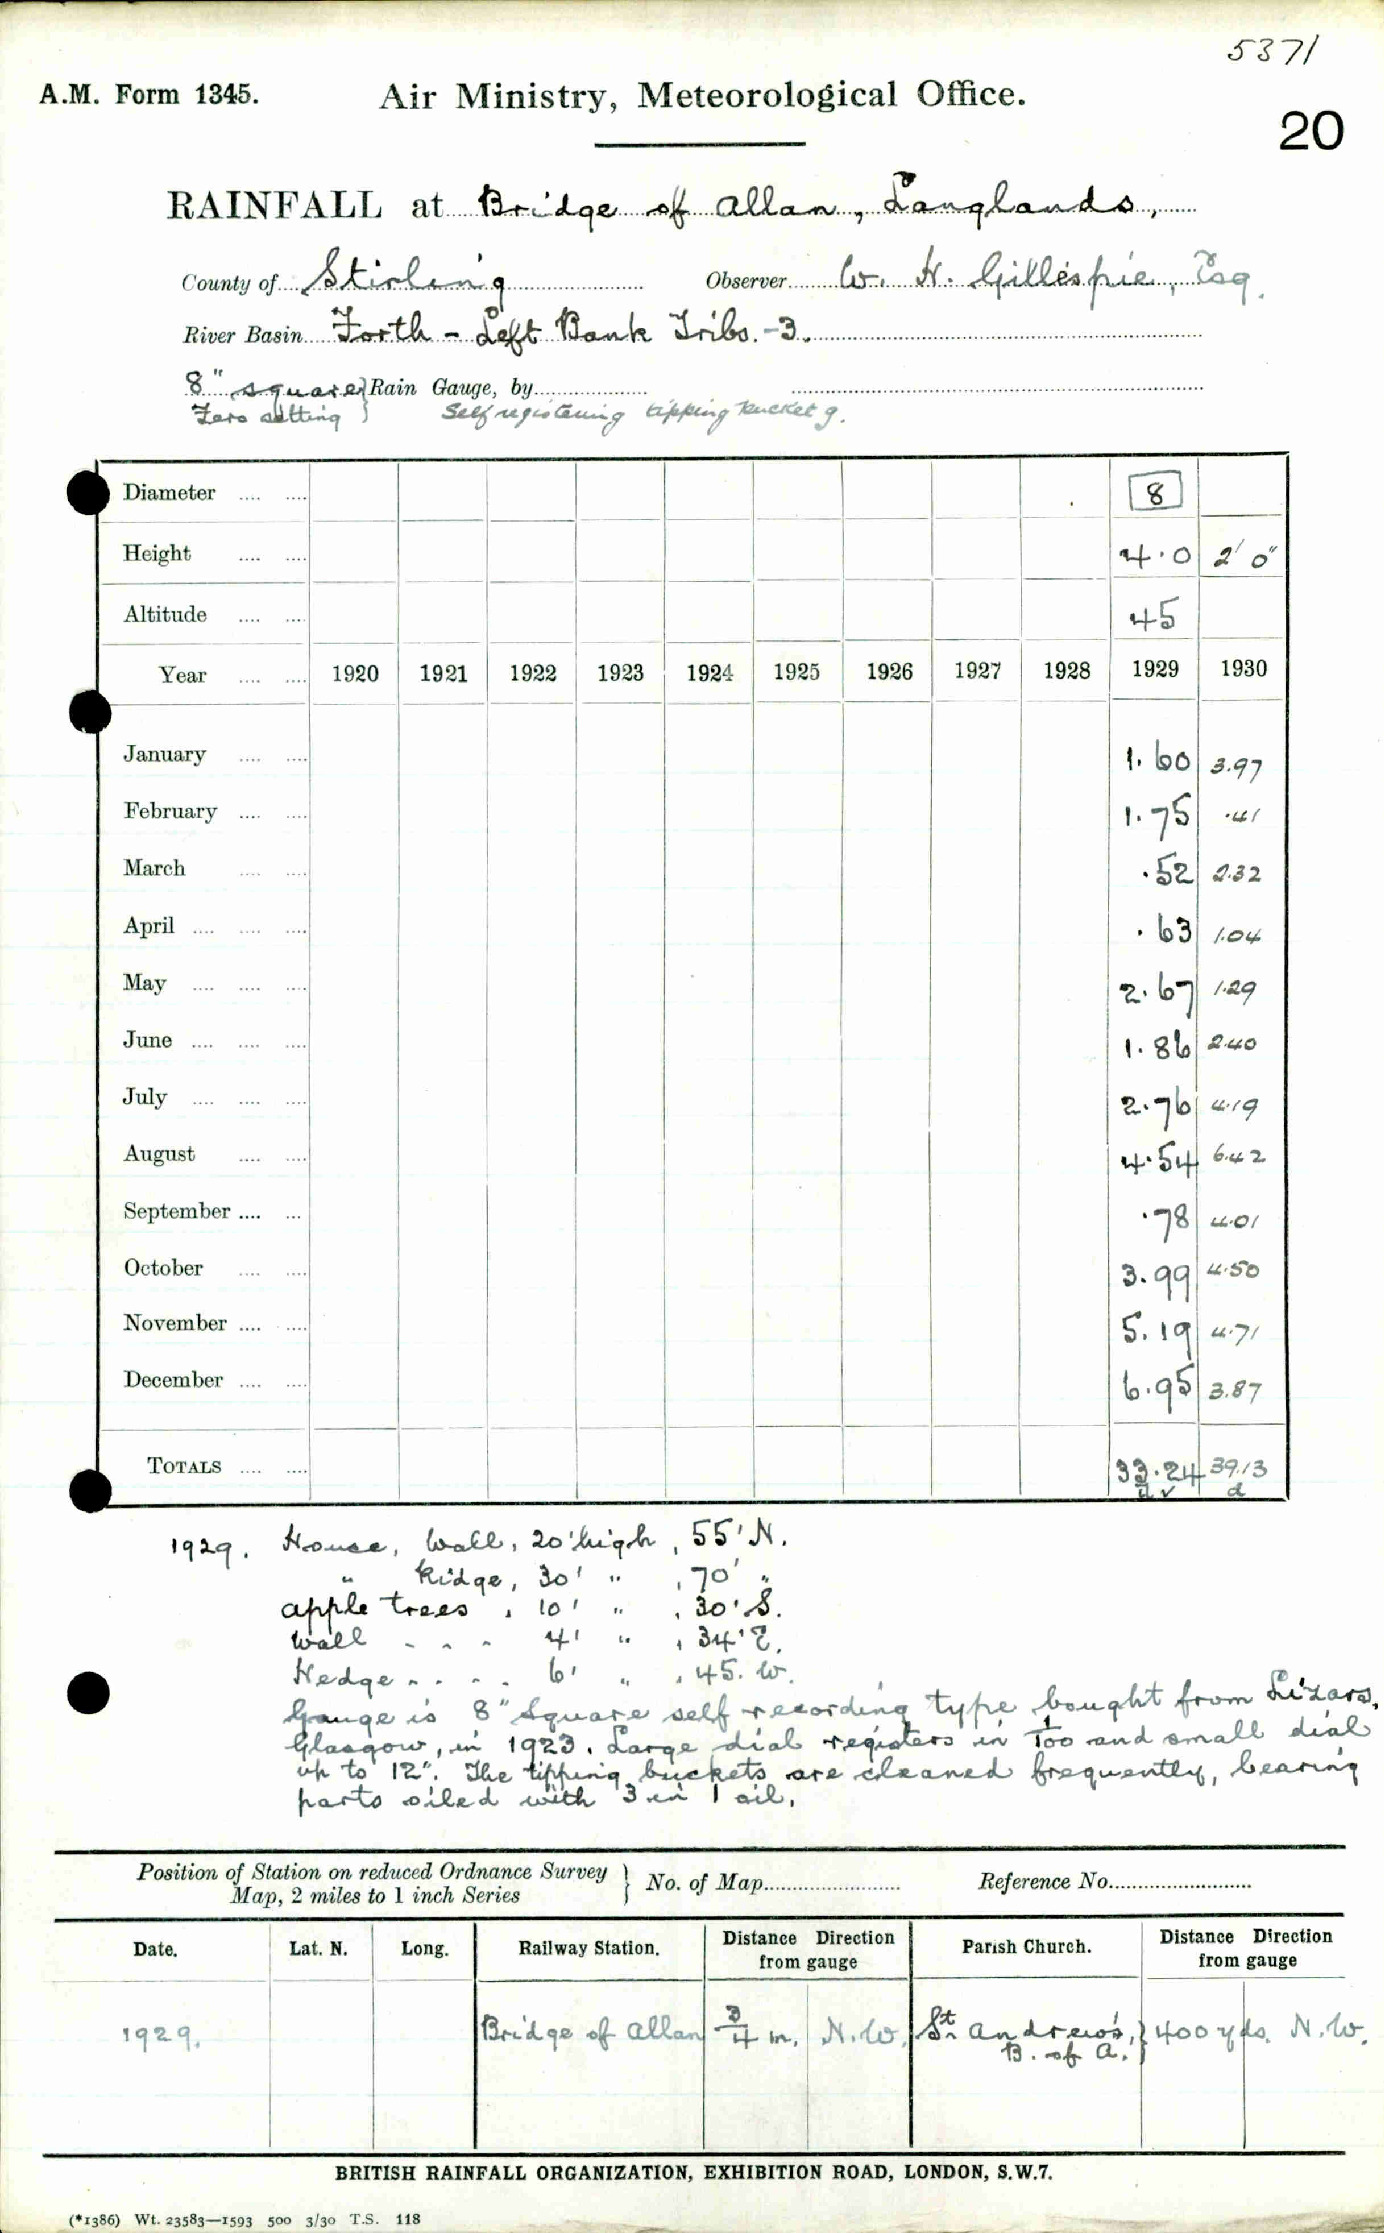 5371
A.M. Form 1345.
Air Ministry, Meteorological Office.
20
RAINFALL at Bridge of Allan, Langlands,
County of Stirling Observer W. H. Gillespie, Esq.
River Basin Forth - Left Bank Tribs. -3.
8" square } Rain Gauge, by
Zero setting } Self registering tipping bucket g.
Diameter .... .... 8
Height .... .... 4.0 2' 0"
Altitude .... .... 45
Year .... .... 1920 1921 1922 1923 1924 1925 1926 1927 1928 1929 1930
January .... .... 1.60 3.97
February .... .... 1.75 .41
March .... .... .52 2.32
April .... .... .... .63 1.04
May .... .... .... 2.67 1.29
June .... .... .... 1.86 2.40
July .... .... .... 2.76 4.19
August .... .... 4.54 6.42
September .... ... .78 4.01
October .... .... 3.99 4.50
November .... .... 5.19 4.71
December .... .... 6.95 3.87
TOTALS .... .... 33.24 39.13
d
1929. House, Wall, 20' high, 55' N.
" Ridge, 30' " , 70' "
apple trees , 10' " , 30' S.
Wall - - - 4' " , 34' E.
Hedge - - - - 6' " , 45. W.
Gauge is 8" Square self recording type bought from Lizars,
Glasgow, in 1923. Large dial registers in 1/100 and small dial
up to 12". The tipping buckets are cleaned frequently, bearing
parts oiled with 3 in 1 oil.
Position of Station on reduced Ordnance Survey
Map, 2 miles to 1 inch Series } No. of Map Reference No.
Date. Lat. N. Long. Railway Station. Distance Direction from gauge Parish Church. Distance Direction from gauge
1929. Bridge of Allan 3/4 m. N.W. St. Andrew's, } 400 yds. N.W.
B. of A.
BRITISH RAINFALL ORGANIZATION, EXHIBITION ROAD, LONDON, S.W.7.
(*1386) Wt. 23583—1593 500 3/30 T.S. 118